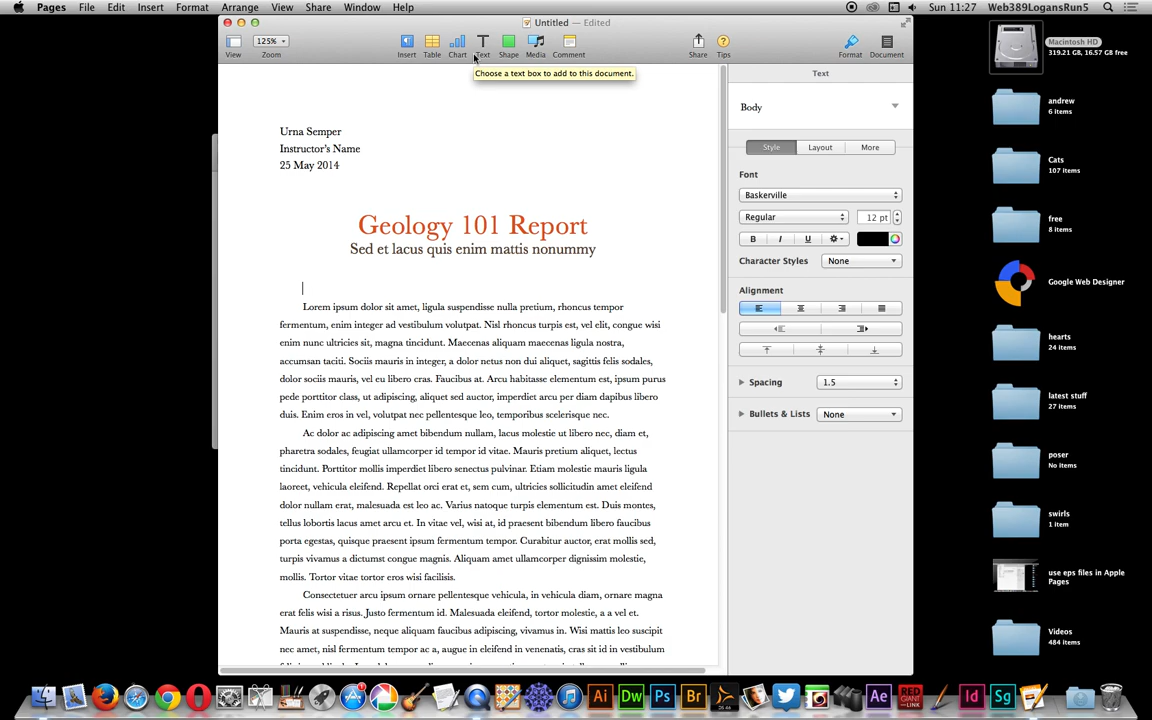 Pages File Edit Insert Format Arrange View Share Window Help
Sun 11:27 Web389LogansRun5
Untitled — Edited
125%
View Zoom Insert Table Chart Text Shape Media Comment Share Tips Format Document
Choose a text box to add to this document.
Urna Semper
Instructor's Name
25 May 2014
Geology 101 Report
Sed et lacus quis enim mattis nonummy
Lorem ipsum dolor sit amet, ligula suspendisse nulla pretium, rhoncus tempor
fermentum, enim integer ad vestibulum volutpat. Nisl rhoncus turpis est, vel elit, congue wisi
enim nunc ultricies sit, magna tincidunt. Maecenas aliquam maecenas ligula nostra,
accumsan taciti. Sociis mauris in integer, a dolor netus non dui aliquet, sagittis felis sodales,
dolor sociis mauris, vel eu libero cras. Faucibus at. Arcu habitasse elementum est, ipsum purus
pede porttitor class, ut adipiscing, aliquet sed auctor, imperdiet arcu per diam dapibus libero
duis. Enim eros in vel, volutpat nec pellentesque leo, temporibus scelerisque nec.
Ac dolor ac adipiscing amet bibendum nullam, lacus molestie ut libero nec, diam et,
pharetra sodales, feugiat ullamcorper id tempor id vitae. Mauris pretium aliquet, lectus
tincidunt. Porttitor mollis imperdiet libero senectus pulvinar. Etiam molestie mauris ligula
laoreet, vehicula eleifend. Repellat orci erat et, sem cum, ultricies sollicitudin amet eleifend
dolor nullam erat, malesuada est leo ac. Varius natoque turpis elementum est. Duis montes,
tellus lobortis lacus amet arcu et. In vitae vel, wisi at, id praesent bibendum libero faucibus
porta egestas, quisque praesent ipsum fermentum tempor. Curabitur auctor, erat mollis sed,
turpis vivamus a dictumst congue magnis. Aliquam amet ullamcorper dignissim molestie,
mollis. Tortor vitae tortor eros wisi facilisis.
Consectetuer arcu ipsum ornare pellentesque vehicula, in vehicula diam, ornare magna
erat felis wisi a risus. Justo fermentum id. Malesuada eleifend, tortor molestie, a a vel et.
Mauris at suspendisse, neque aliquam faucibus adipiscing, vivamus in. Wisi mattis leo suscipit
nec amet, nisl fermentum tempor ac a, augue in eleifend in venenatis, cras sit id in vestibulum
Text
Body
Style Layout More
Font
Baskerville
Regular 12 pt
B I U
Character Styles None
Alignment
Spacing 1.5
Bullets & Lists None
Macintosh HD
319.21 GB, 16.57 GB free
andrew
6 items
Cats
107 items
free
8 items
Google Web Designer
hearts
24 items
latest stuff
27 items
poser
No items
swirls
1 item
use eps files in Apple
Pages
Videos
484 items
Ai Dw Ps Br Ae RED GIANT LINK Id Sg